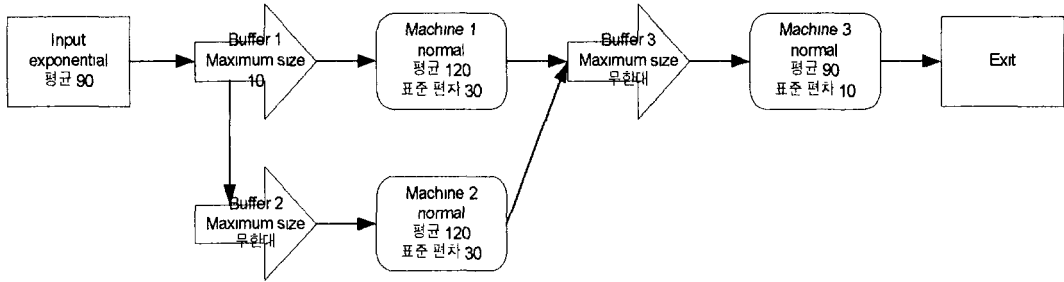 Input
exponential
평균 90
Buffer 1
Maximum size
10
Machine 1
normal
평균 120
표준 편차 30
Buffer 3
Maximum size
무한대
Machine 3
normal
평균 90
표준 편차 10
Exit
Buffer 2
Maximum size
무한대
Machine 2
normal
평균 120
표준 편차 30